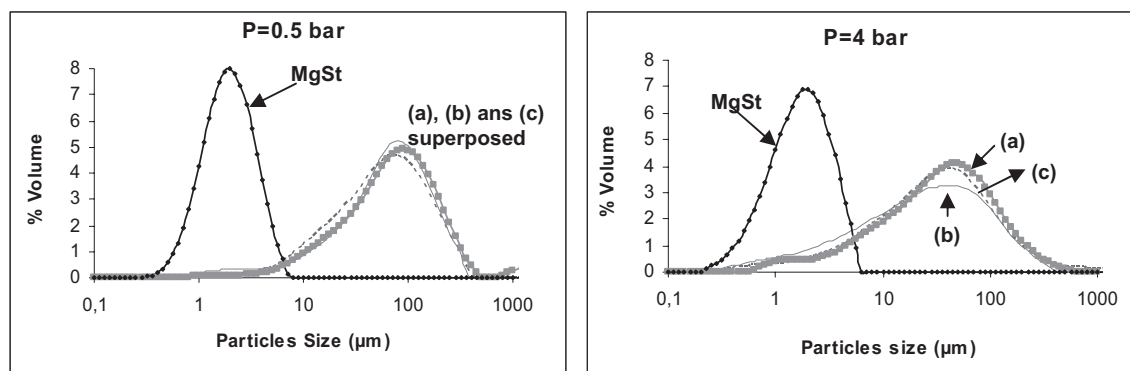 P=0.5 bar
% Volume
8
7
6
5
4
3
2
1
0
MgSt
(a), (b) ans (c)
superposed
0,1 1 10 100 1000
Particles Size (µm)
P=4 bar
% Volume
8
7
6
5
4
3
2
1
0
MgSt
(a)
(c)
(b)
0,1 1 10 100 1000
Particles size (µm)